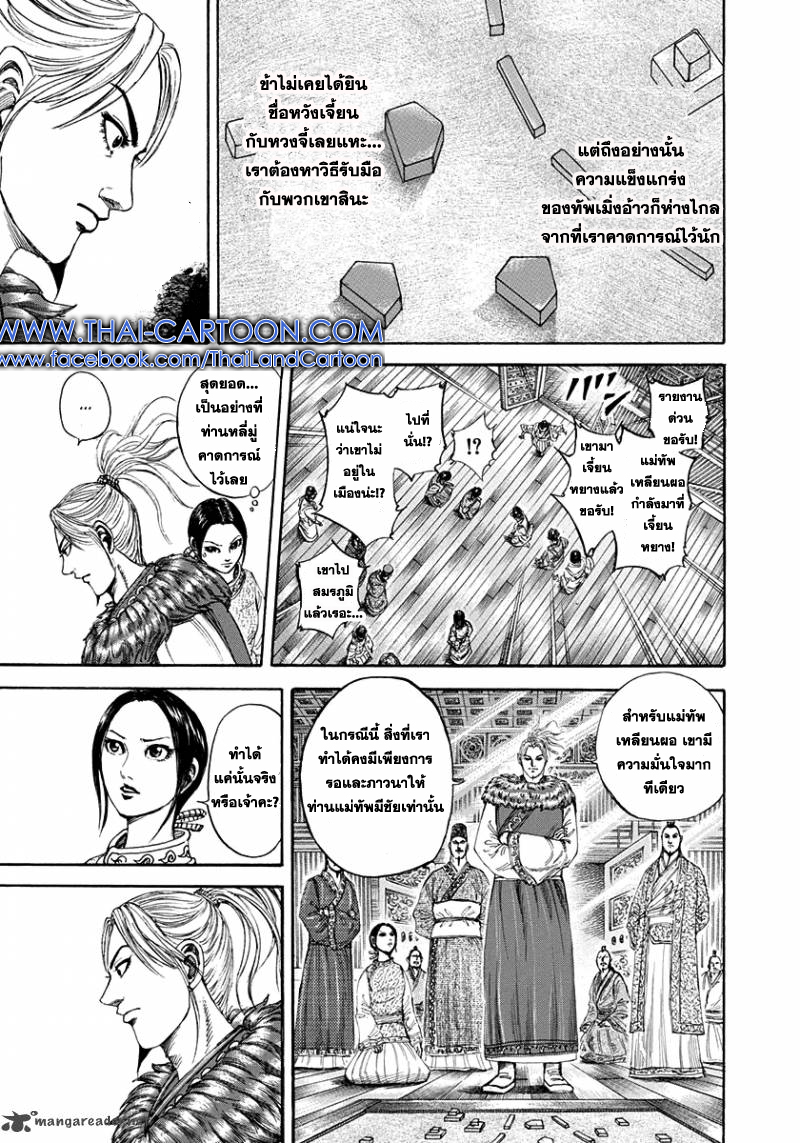 แต่ถึงอย่างนั้น
ความแข็งแกร่ง
ของทัพเมิ่งอ้าวก็ห่างไกล
จากที่เราคาดการณ์ไว้นัก
ข้าไม่เคยได้ยิน
ชื่อหวังเจี้ยน
กับหวงจี้เลยแหะ...
เราต้องหาวิธีรับมือ
กับพวกเขาสินะ
WWW.THAI-CARTOON.COM
www.facebook.com/ThaiLandCartoon
รายงาน
ด่วน
ขอรับ!
แม่ทัพ
เหลียนผอ
กำลังมาที่
เจี้ยน
หยาง!
เขามา
เจี้ยน
หยางแล้ว
ขอรับ!
!?
ไปที่
นั่น!?
แน่ใจนะ
ว่าเขาไม่
อยู่ใน
เมืองน่ะ!?
เขาไป
สมรภูมิ
แล้วเรอะ...
สุดยอด...
เป็นอย่างที่
ท่านหลี่มู่
คาดการณ์
ไว้เลย
...
สำหรับแม่ทัพ
เหลียนผอ เขามี
ความมั่นใจมาก
ทีเดียว
ในกรณีนี้ สิ่งที่เรา
ทำได้คงมีเพียงการ
รอและภาวนาให้
ท่านแม่ทัพมีชัยเท่านั้น
ทำได้
แค่นั้นจริง
หรือเจ้าคะ?
mangareader.net